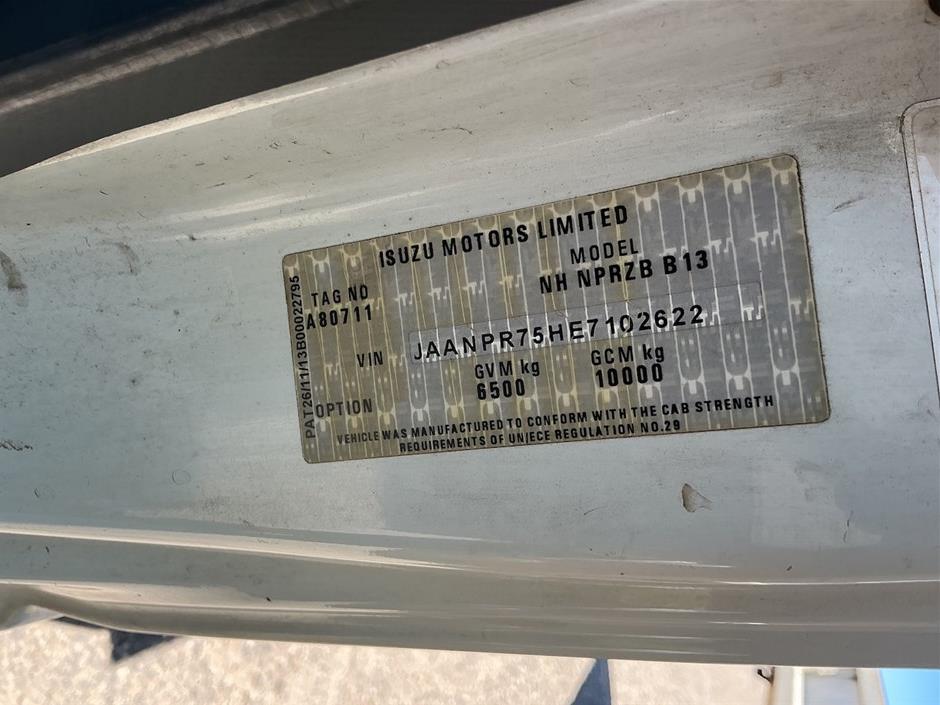 ISUZU MOTORS LIMITED
MODEL
NH NPRZB B13
TAG NO
A80711
VIN JAANPR75HE7102622
GVM kg GCM kg
6500 10000
OPTION
VEHICLE WAS MANUFACTURED TO CONFORM WITH THE CAB STRENGTH
REQUIREMENTS OF UN/ECE REGULATION NO.29
PAT26/11/13B00022795